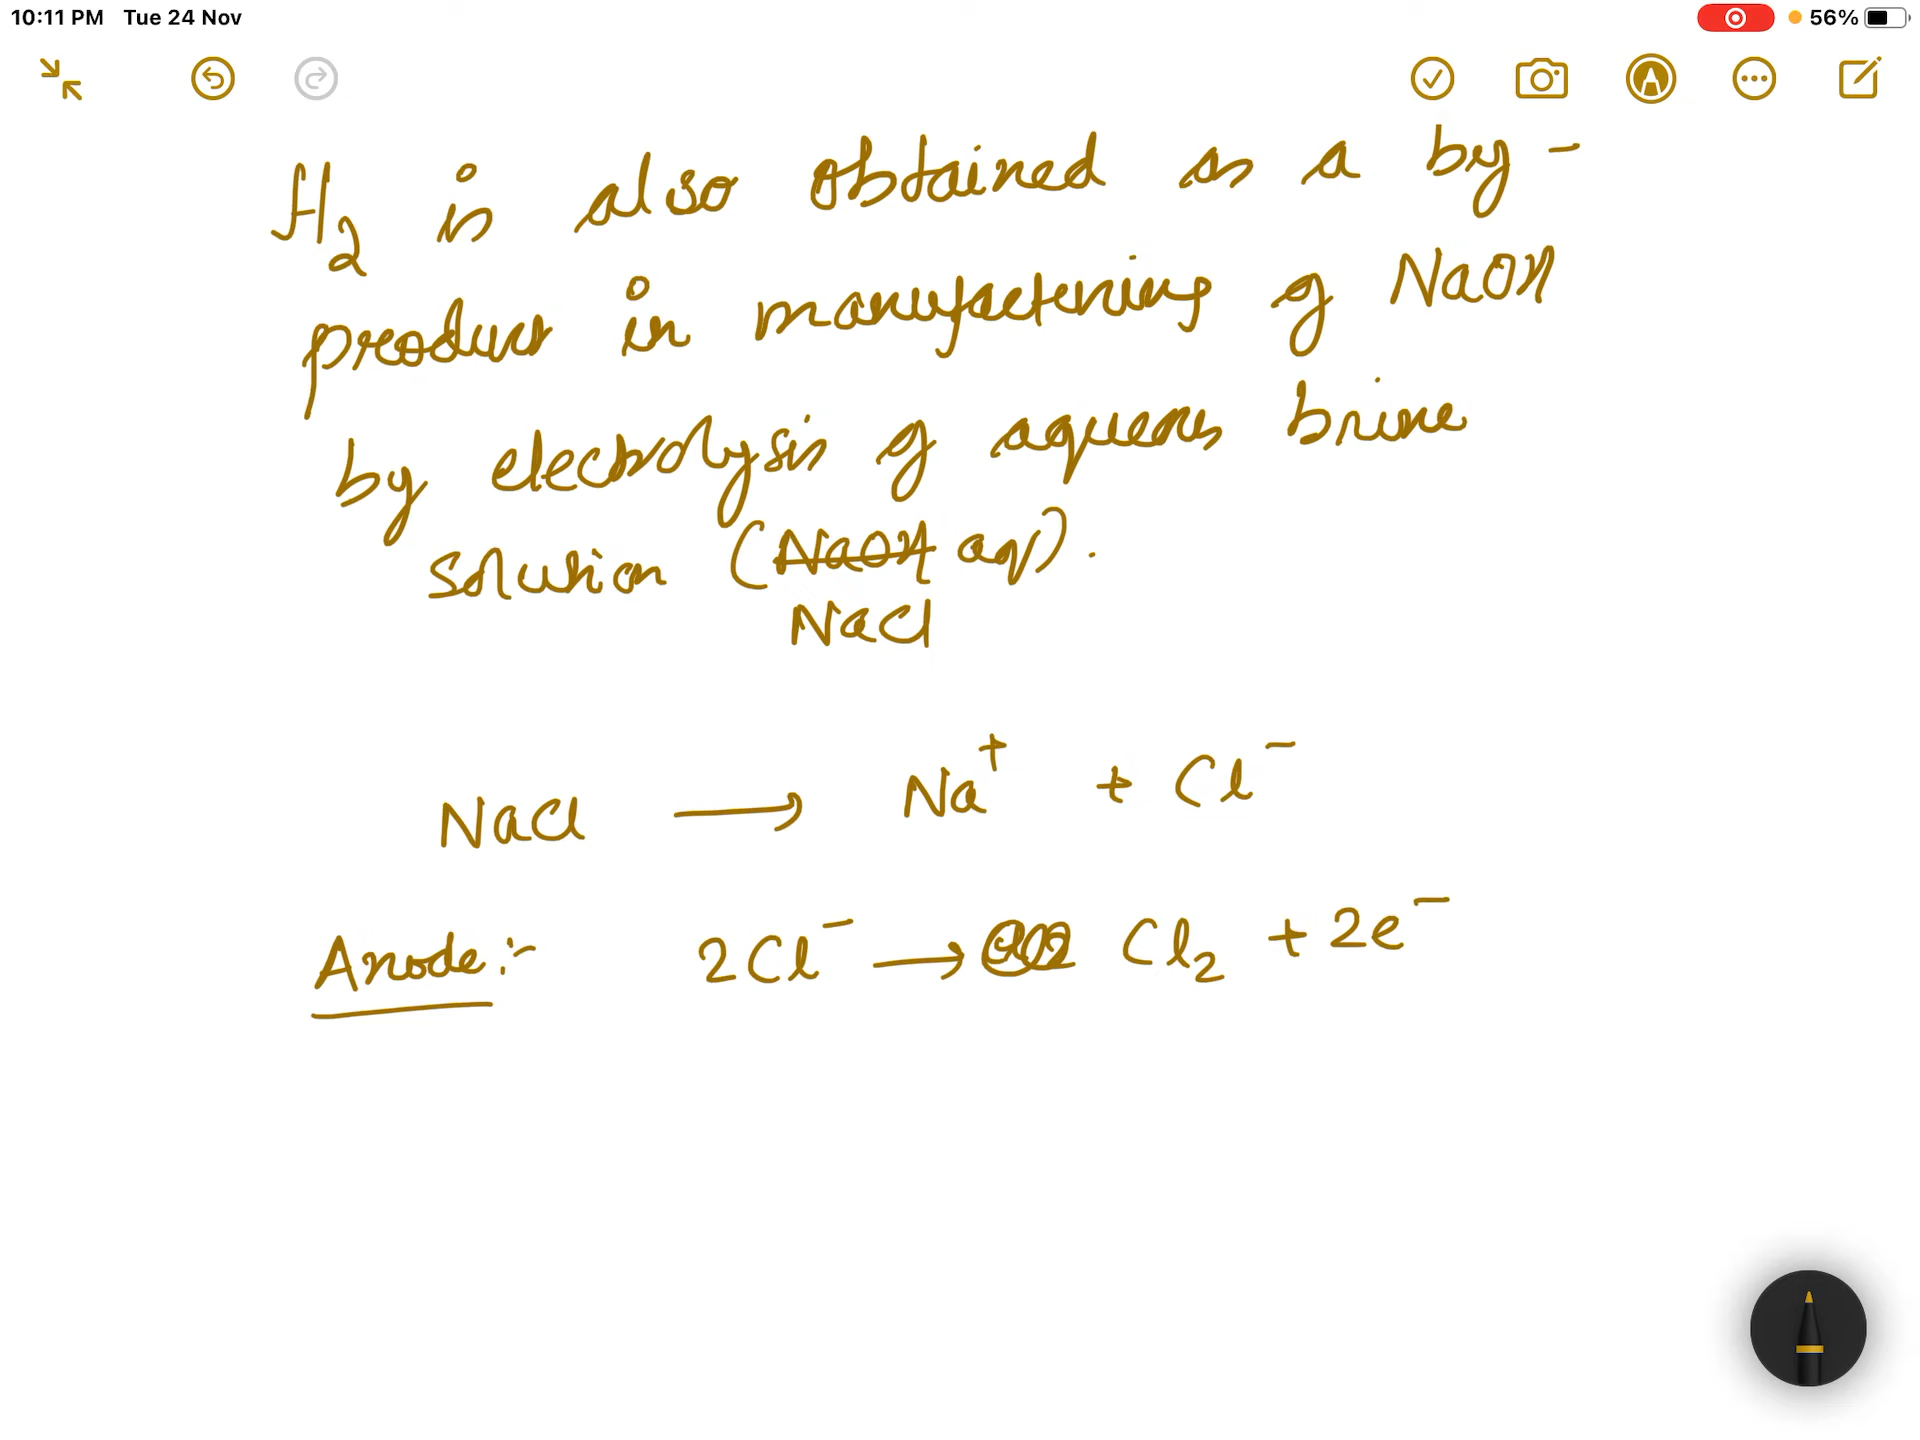 10:11 PM Tue 24 Nov 56%
H₂ is also obtained as a by-
product in manufacturing of NaOH
by electrolysis of aqueous brine
solution (~~NaOH~~ aq).
NaCl
NaCl ⟶ Na⁺ + Cl⁻
Anode:- 2Cl⁻ ⟶ Cl₂ + 2e⁻